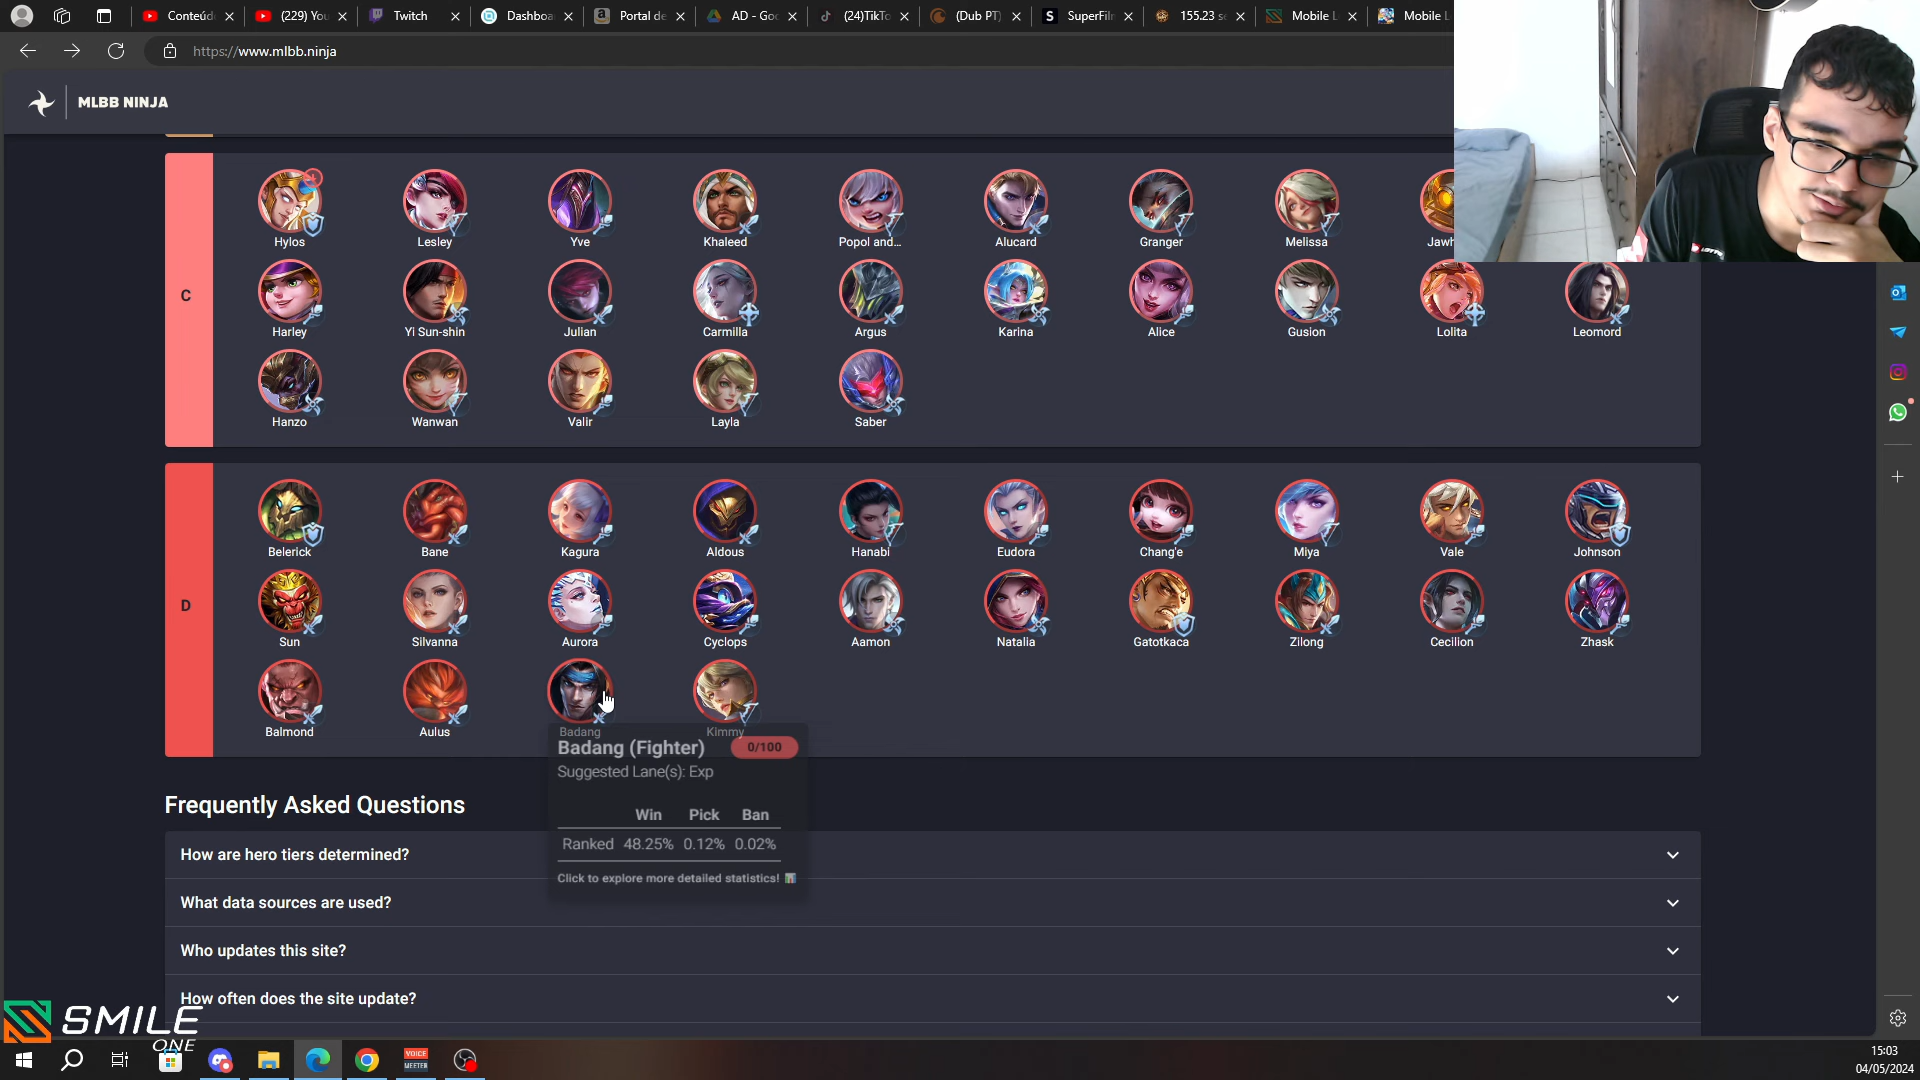 Conteúd
(229) You
Twitch
Dashboa
Portal de
AD - Goo
(24)TikTo
(Dub PT)
SuperFilm
155.23 s
Mobile L
Mobile L
https://www.mlbb.ninja
MLBB NINJA
C
Hylos
Lesley
Yve
Khaleed
Popol and...
Alucard
Granger
Melissa
Jawh
Harley
Yi Sun-shin
Julian
Carmilla
Argus
Karina
Alice
Gusion
Lolita
Leomord
Hanzo
Wanwan
Valir
Layla
Saber
D
Belerick
Bane
Kagura
Aldous
Hanabi
Eudora
Chang'e
Miya
Vale
Johnson
Sun
Silvanna
Aurora
Cyclops
Aamon
Natalia
Gatotkaca
Zilong
Cecilion
Zhask
Balmond
Aulus
Badang
Kimmy
Badang (Fighter)
0/100
Suggested Lane(s): Exp
Win Pick Ban
Ranked 48.25% 0.12% 0.02%
Click to explore more detailed statistics!
Frequently Asked Questions
How are hero tiers determined?
What data sources are used?
Who updates this site?
How often does the site update?
SMILE
ONE
VOICE
MEETER
15:03
04/05/2024